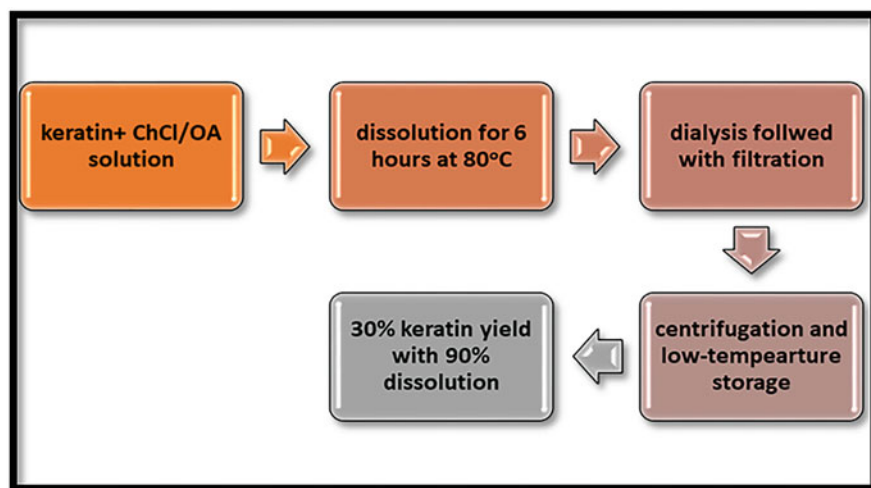 keratin+ ChCl/OA
solution
dissolution for 6
hours at 80°C
dialysis follwed
with filtration
centrifugation and
low-tempearture
storage
30% keratin yield
with 90%
dissolution